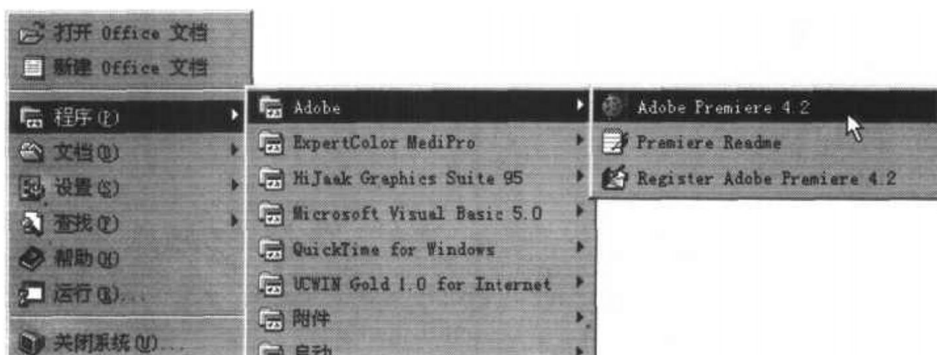 打开 Office 文档
新建 Office 文档
程序(P)
文档(D)
设置(S)
查找(F)
帮助(H)
运行(R)...
关闭系统(U)...
Adobe
ExpertColor MediPro
HiJaak Graphics Suite 95
Microsoft Visual Basic 5.0
QuickTime for Windows
UCWIN Gold 1.0 for Internet
附件
启动
Adobe Premiere 4.2
Premiere Readme
Register Adobe Premiere 4.2